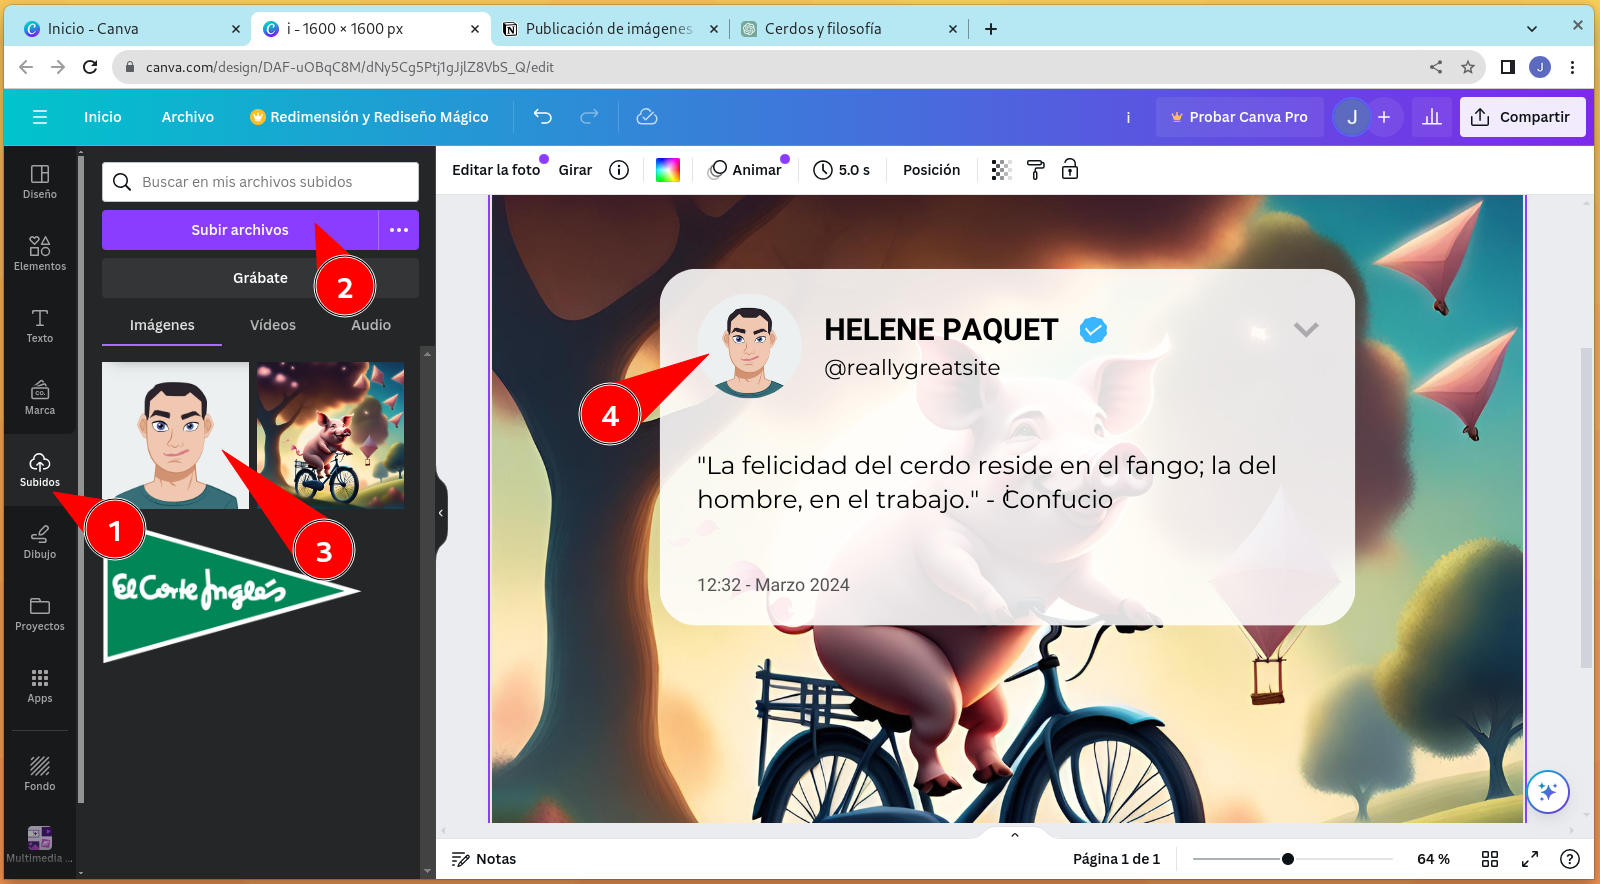 Inicio - Canva
i - 1600 × 1600 px
Publicación de imágenes
Cerdos y filosofía
canva.com/design/DAF-uOBqC8M/dNy5Cg5Ptj1gJjlZ8VbS_Q/edit
J
Inicio
Archivo
Redimensión y Rediseño Mágico
i
Probar Canva Pro
J
Compartir
Diseño
Elementos
Texto
Marca
Subidos
Dibujo
Proyectos
Apps
Fondo
Multimedia ...
Buscar en mis archivos subidos
Subir archivos
Grábate
Imágenes
Vídeos
Audio
El Corte Inglés
1
2
3
4
Editar la foto
Girar
Animar
5.0 s
Posición
HELENE PAQUET
@reallygreatsite
"La felicidad del cerdo reside en el fango; la del
hombre, en el trabajo." - Confucio
12:32 - Marzo 2024
Notas
Página 1 de 1
64 %